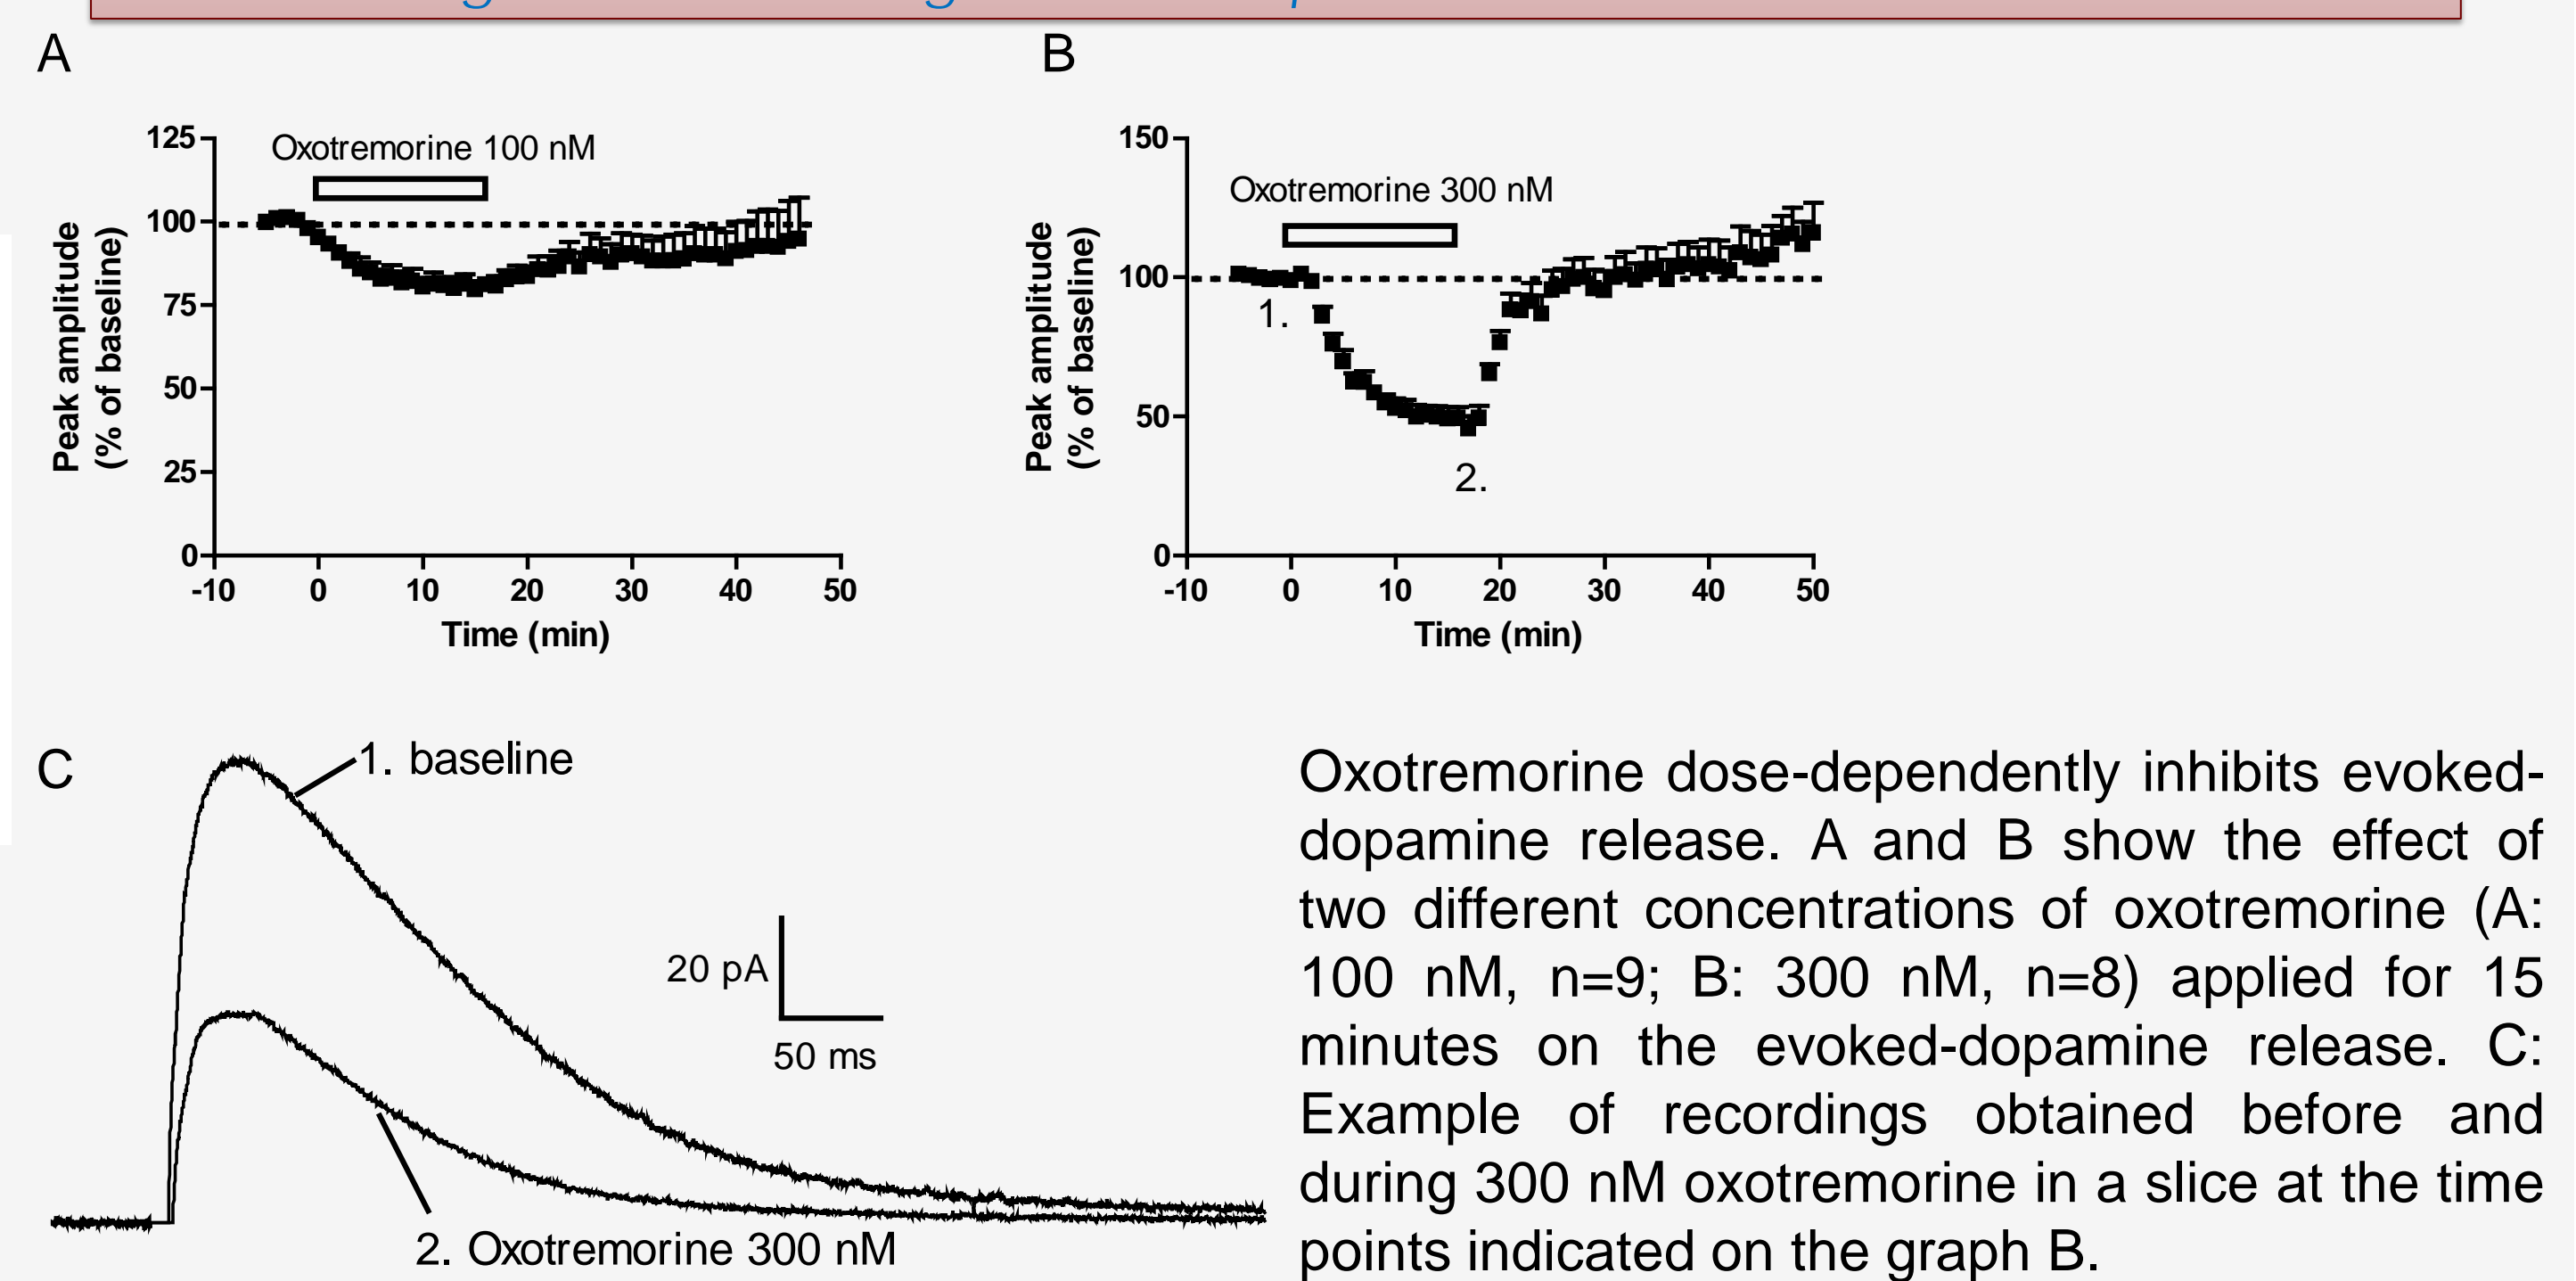 A
B
125
Oxotremorine 100 nM
100
75
50
25
0
-10 0 10 20 30 40 50
Peak amplitude
(% of baseline)
Time (min)
150
Oxotremorine 300 nM
100
1.
50
2.
0
-10 0 10 20 30 40 50
Peak amplitude
(% of baseline)
Time (min)
C
1. baseline
20 pA
50 ms
2. Oxotremorine 300 nM
Oxotremorine dose-dependently inhibits evoked-
dopamine release. A and B show the effect of
two different concentrations of oxotremorine (A:
100 nM, n=9; B: 300 nM, n=8) applied for 15
minutes on the evoked-dopamine release. C:
Example of recordings obtained before and
during 300 nM oxotremorine in a slice at the time
points indicated on the graph B.